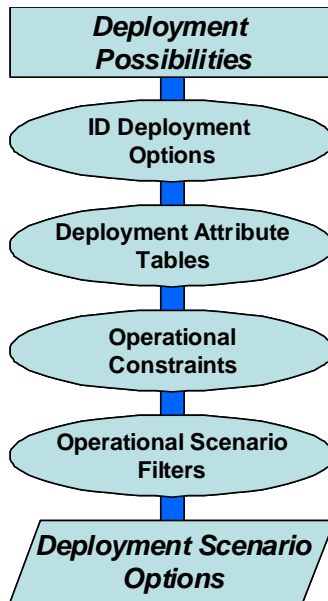 Deployment
Possibilities
ID Deployment
Options
Deployment Attribute
Tables
Operational
Constraints
Operational Scenario
Filters
Deployment Scenario
Options